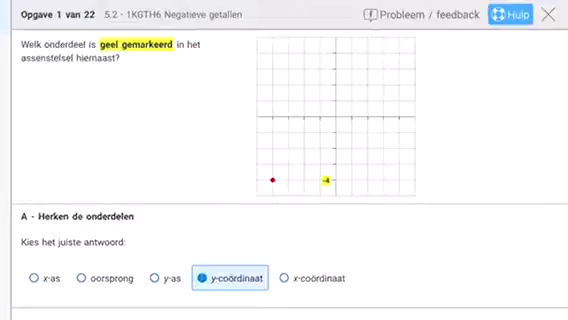 Opgave 1 van 22 5.2 - 1KGTH6 Negatieve getallen Probleem / feedback Hulp
Welk onderdeel is geel gemarkeerd in het
assenstelsel hiernaast?
-4
A - Herken de onderdelen
Kies het juiste antwoord:
x-as oorsprong y-as y-coördinaat x-coördinaat